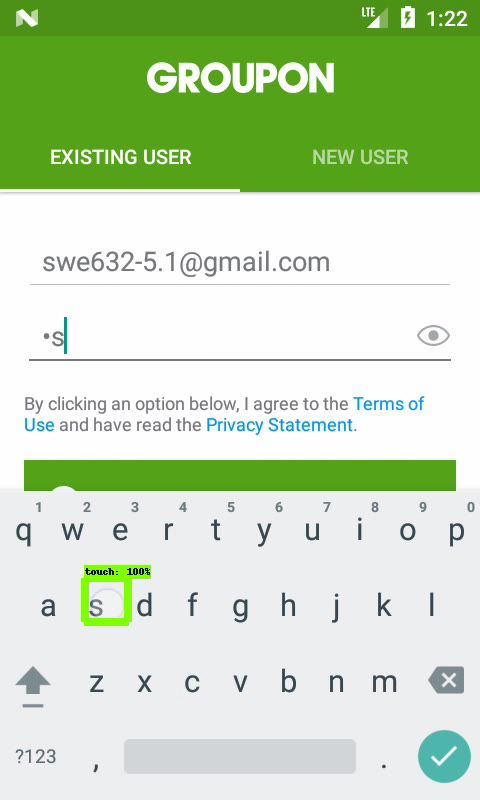 LTE 1:22
GROUPON
EXISTING USER NEW USER
swe632-5.1@gmail.com
•s
By clicking an option below, I agree to the Terms of
Use and have read the Privacy Statement.
1 2 3 4 5 6 7 8 9 0
q w e r t y u i o p
touch: 100%
a s d f g h j k l
z x c v b n m
?123 , .